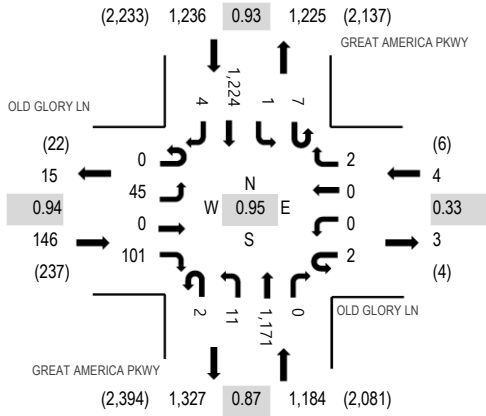 (2,233) 1,236 0.93 1,225 (2,137)
GREAT AMERICA PKWY
OLD GLORY LN
4 1,224 1 7
(22)
15
0.94
146
(237)
0
45
0
101
N
W 0.95 E
S
2
0
0
2
(6)
4
0.33
3
(4)
2 11 1,171 0
OLD GLORY LN
GREAT AMERICA PKWY
(2,394) 1,327 0.87 1,184 (2,081)